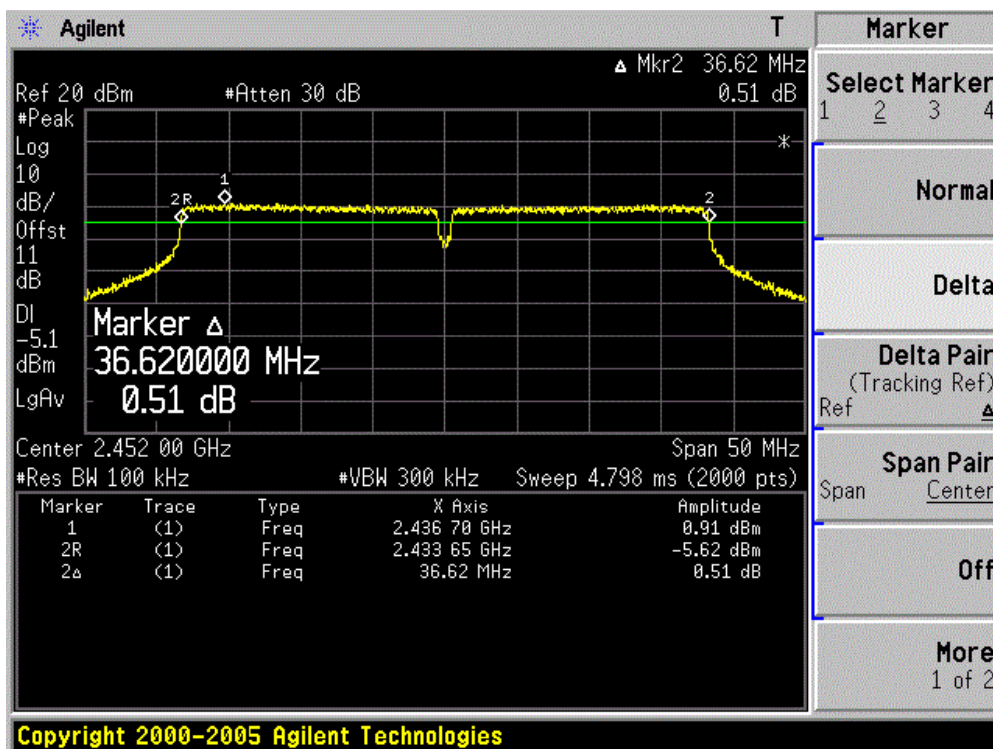 Agilent T
Δ Mkr2 36.62 MHz
Ref 20 dBm #Atten 30 dB 0.51 dB
#Peak
Log
10
dB/
Offst
11
dB
DI
-5.1
dBm
LgAv
1
2R
2
*
Marker Δ
36.620000 MHz
0.51 dB
Center 2.452 00 GHz Span 50 MHz
#Res BW 100 kHz #VBW 300 kHz Sweep 4.798 ms (2000 pts)
Marker Trace Type X Axis Amplitude
1 (1) Freq 2.436 70 GHz 0.91 dBm
2R (1) Freq 2.433 65 GHz -5.62 dBm
2Δ (1) Freq 36.62 MHz 0.51 dB
Copyright 2000-2005 Agilent Technologies
Marker
Select Marker
1 2 3 4
Normal
Delta
Delta Pair
(Tracking Ref)
Ref Δ
Span Pair
Span Center
Off
More
1 of 2